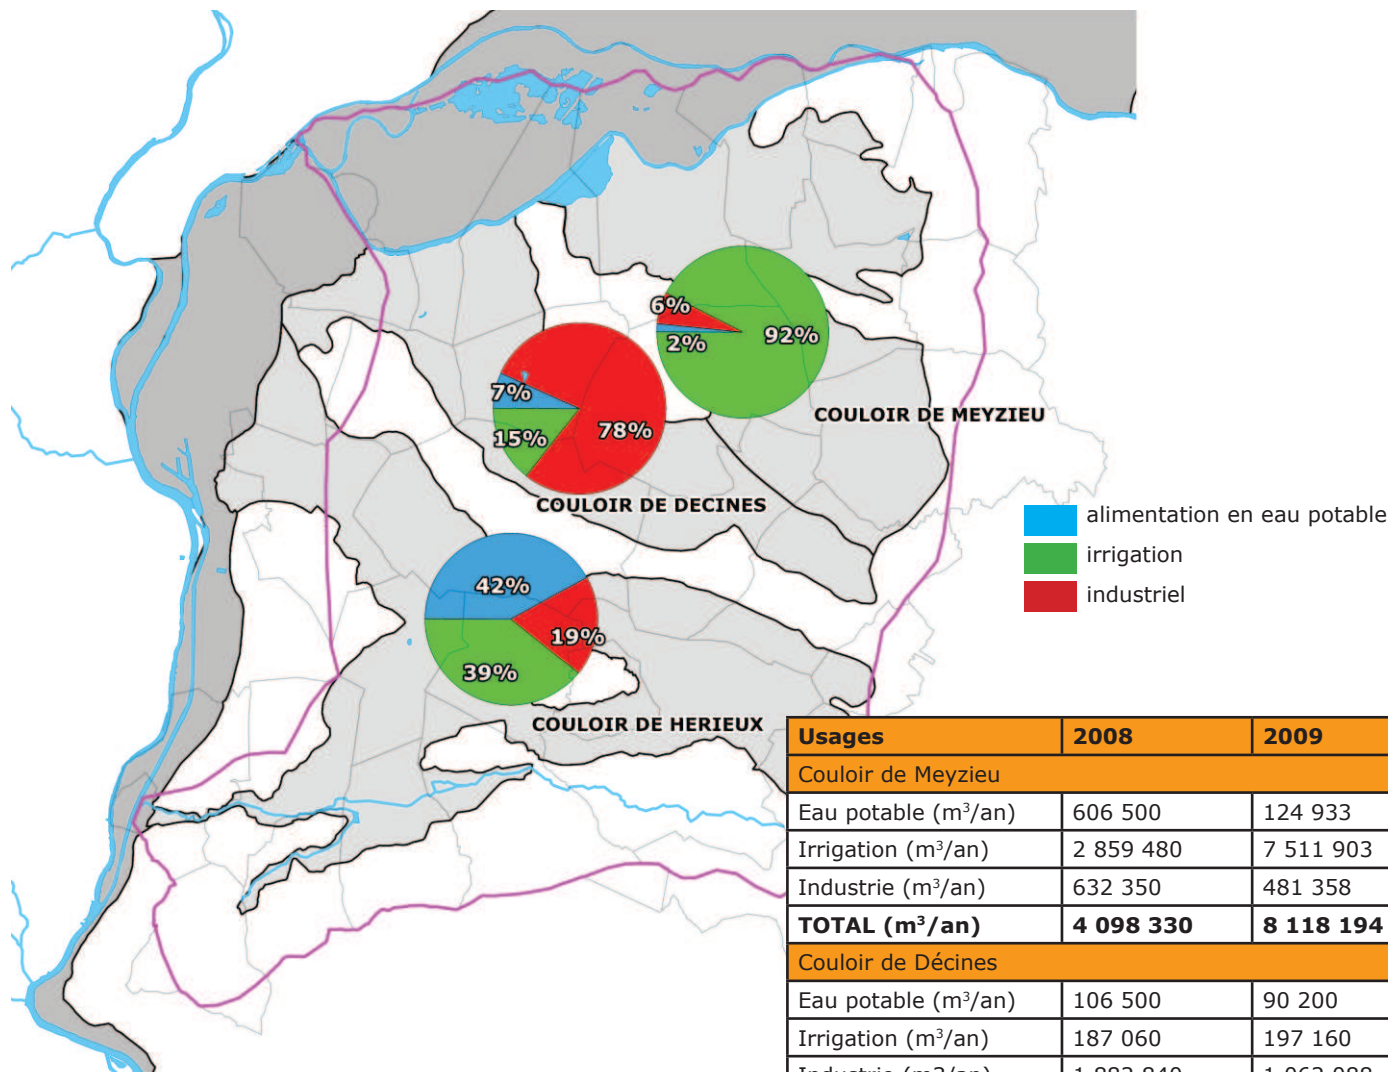 6%
92%
2%
7%
COULOIR DE MEYZIEU
78%
15%
COULOIR DE DECINES
alimentation en eau potable
irrigation
industriel
42%
19%
39%
COULOIR DE HERIEUX
Usages 2008 2009
Couloir de Meyzieu
Eau potable (m³/an) 606 500 124 933
Irrigation (m³/an) 2 859 480 7 511 903
Industrie (m³/an) 632 350 481 358
TOTAL (m³/an) 4 098 330 8 118 194
Couloir de Décines
Eau potable (m³/an) 106 500 90 200
Irrigation (m³/an) 187 060 197 160